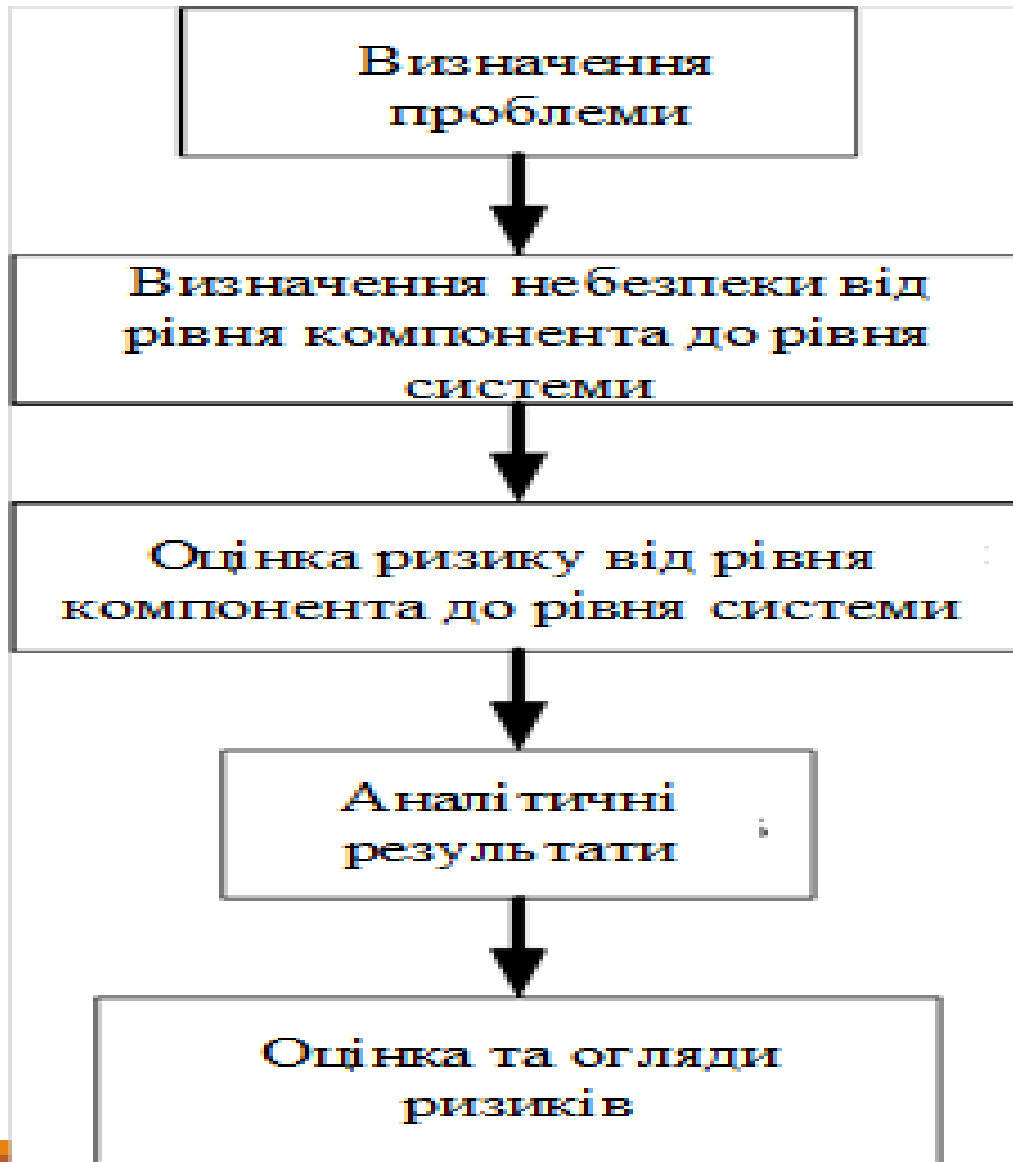 Визначення
проблеми
Визначення небезпеки від
рівня компонента до рівня
системи
Оцінка ризику від рівня
компонента до рівня системи
Аналітичні
результати
Оцінка та огляди
ризиків